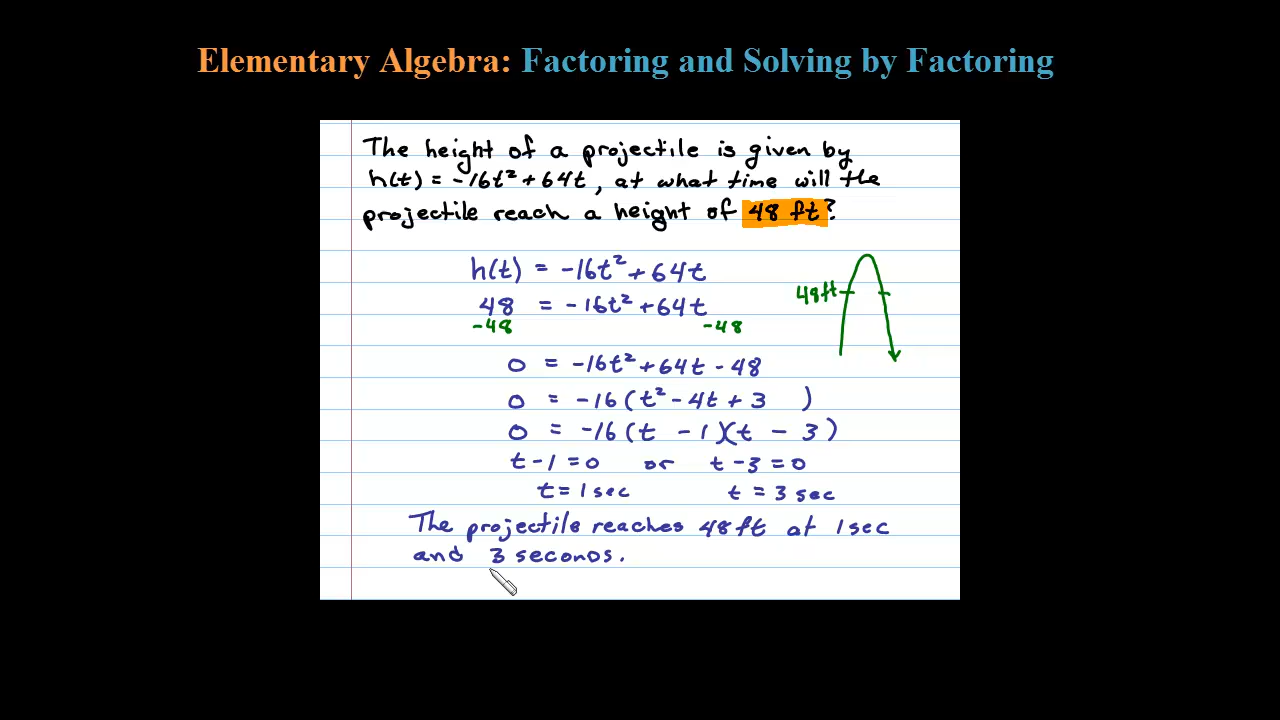 Elementary Algebra: Factoring and Solving by Factoring
The height of a projectile is given by
h(t) = -16t² + 64t, at what time will the
projectile reach a height of 48 ft?
h(t) = -16t² + 64t
48 = -16t² + 64t
-48 -48
48ft
0 = -16t² + 64t - 48
0 = -16(t² - 4t + 3 )
0 = -16(t - 1)(t - 3)
t - 1 = 0 or t - 3 = 0
t = 1 sec t = 3 sec
The projectile reaches 48ft at 1 sec
and 3 seconds.